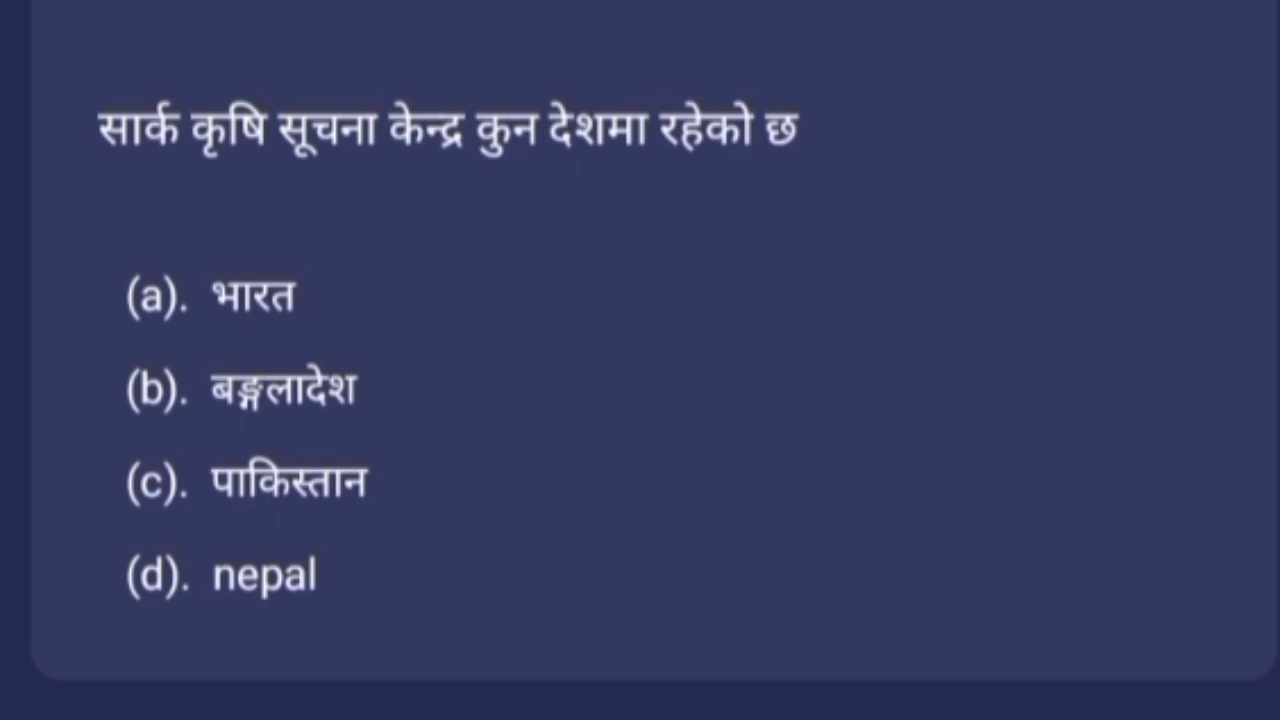 सार्क कृषि सूचना केन्द्र कुन देशमा रहेको छ
(a). भारत
(b). बङ्गलादेश
(c). पाकिस्तान
(d). nepal